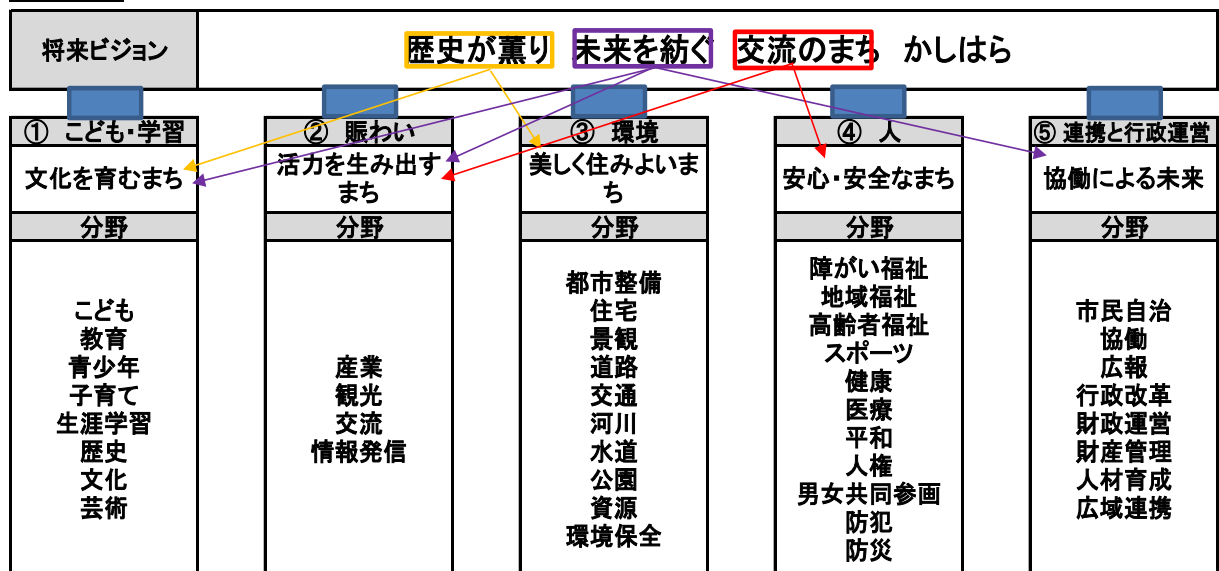 将来ビジョン
歴史が薫り 未来を紡ぐ 交流のまち かしはら
① こども・学習
文化を育むまち
分野
こども
教育
青少年
子育て
生涯学習
歴史
文化
芸術
② 賑わい
活力を生み出す
まち
分野
産業
観光
交流
情報発信
③ 環境
美しく住みよいま
ち
分野
都市整備
住宅
景観
道路
交通
河川
水道
公園
資源
環境保全
④ 人
安心・安全なまち
分野
障がい福祉
地域福祉
高齢者福祉
スポーツ
健康
医療
平和
人権
男女共同参画
防犯
防災
⑤ 連携と行政運営
協働による未来
分野
市民自治
協働
広報
行政改革
財政運営
財産管理
人材育成
広域連携